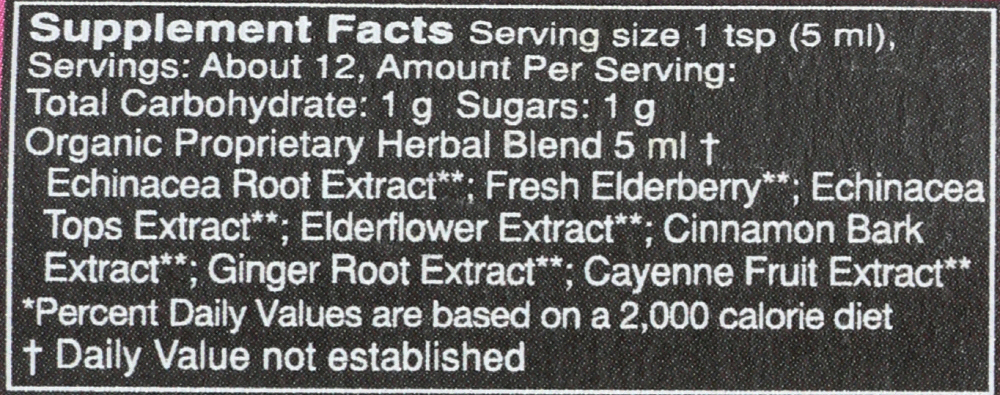 Supplement Facts Serving size 1 tsp (5 ml),
Servings: About 12, Amount Per Serving:
Total Carbohydrate: 1 g Sugars: 1 g
Organic Proprietary Herbal Blend 5 ml †
Echinacea Root Extract**; Fresh Elderberry**; Echinacea
Tops Extract**; Elderflower Extract**; Cinnamon Bark
Extract**; Ginger Root Extract**; Cayenne Fruit Extract**
*Percent Daily Values are based on a 2,000 calorie diet
† Daily Value not established